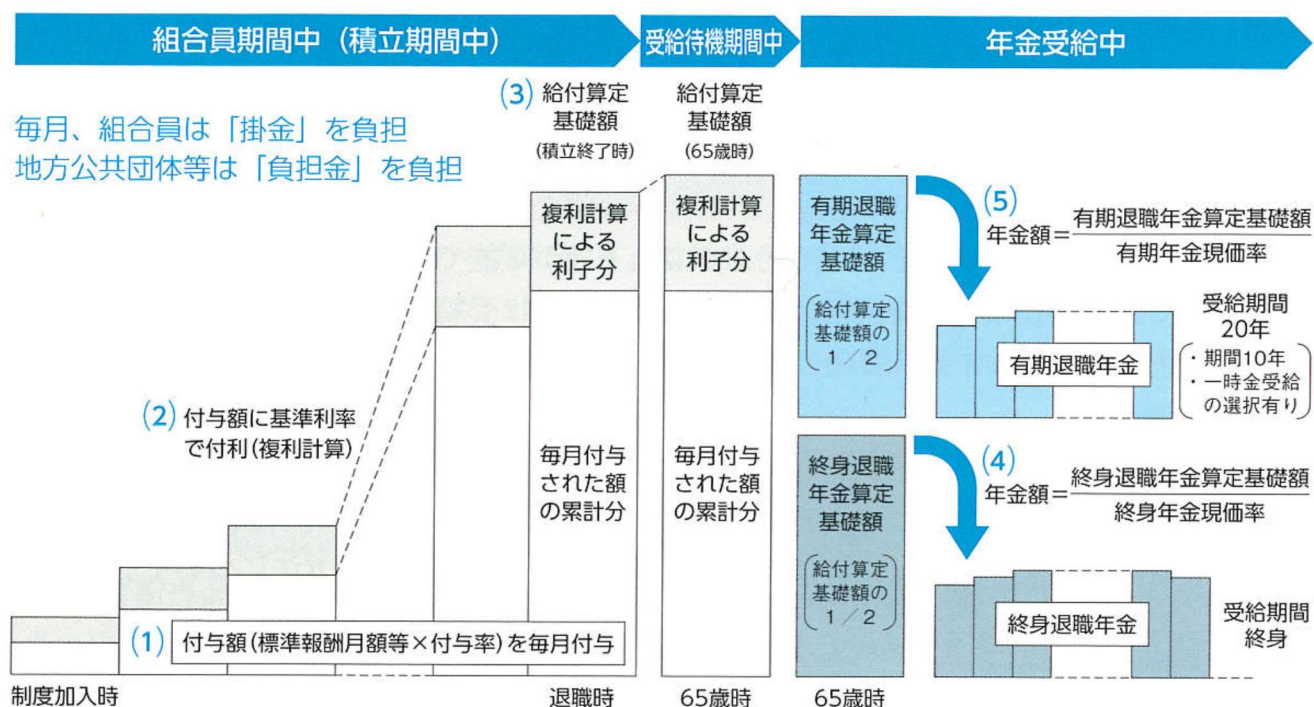 組合員期間中(積立期間中)
受給待機期間中
年金受給中
毎月、組合員は「掛金」を負担
地方公共団体等は「負担金」を負担
(3) 給付算定
基礎額
(積立終了時)
給付算定
基礎額
(65歳時)
複利計算
による
利子分
複利計算
による
利子分
有期退職
年金算定
基礎額
給付算定
基礎額の
1/2
(5)
年金額=有期退職年金算定基礎額
有期年金現価率
受給期間
20年
・期間10年
・一時金受給
の選択有り
有期退職年金
(2) 付与額に基準利率
で付利(複利計算)
毎月付与
された額
の累計分
毎月付与
された額
の累計分
終身退職
年金算定
基礎額
給付算定
基礎額の
1/2
(4)
年金額=終身退職年金算定基礎額
終身年金現価率
終身退職年金
受給期間
終身
(1) 付与額(標準報酬月額等×付与率)を毎月付与
制度加入時
退職時
65歳時
65歳時